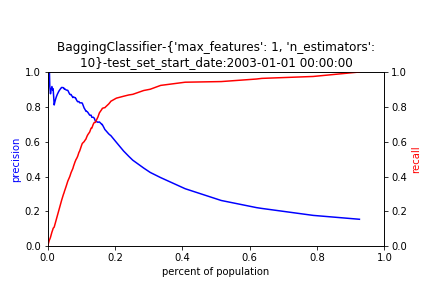 BaggingClassifier-{'max_features': 1, 'n_estimators':
10}-test_set_start_date:2003-01-01 00:00:00
1.0
0.8
0.6
0.4
0.2
0.0
precision
1.0
0.8
0.6
0.4
0.2
0.0
recall
0.0 0.2 0.4 0.6 0.8 1.0
percent of population